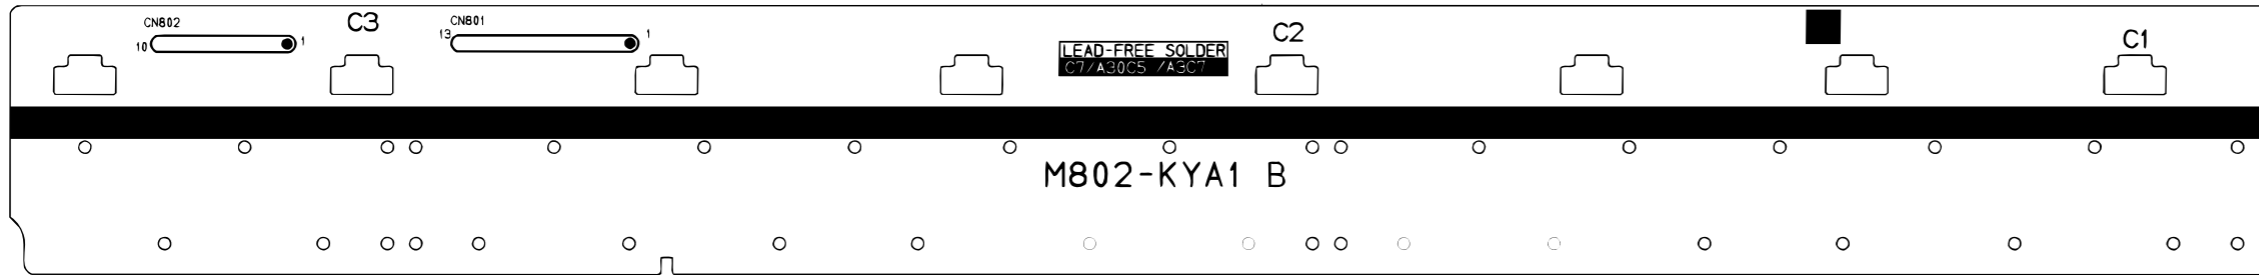 CN802 C3 CN801
10 1 13 1
C2
C1
LEAD-FREE SOLDER
C7/A30C5 /A3C7
M802-KYA1 B